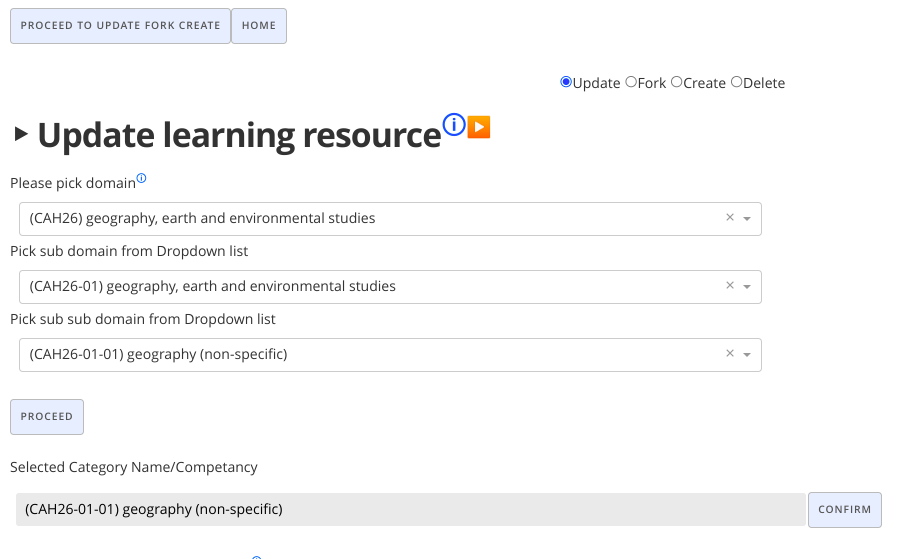 PROCEED TO UPDATE FORK CREATE HOME
Update Fork Create Delete
Update learning resource
Please pick domain
(CAH26) geography, earth and environmental studies
Pick sub domain from Dropdown list
(CAH26-01) geography, earth and environmental studies
Pick sub sub domain from Dropdown list
(CAH26-01-01) geography (non-specific)
PROCEED
Selected Category Name/Competancy
(CAH26-01-01) geography (non-specific) CONFIRM